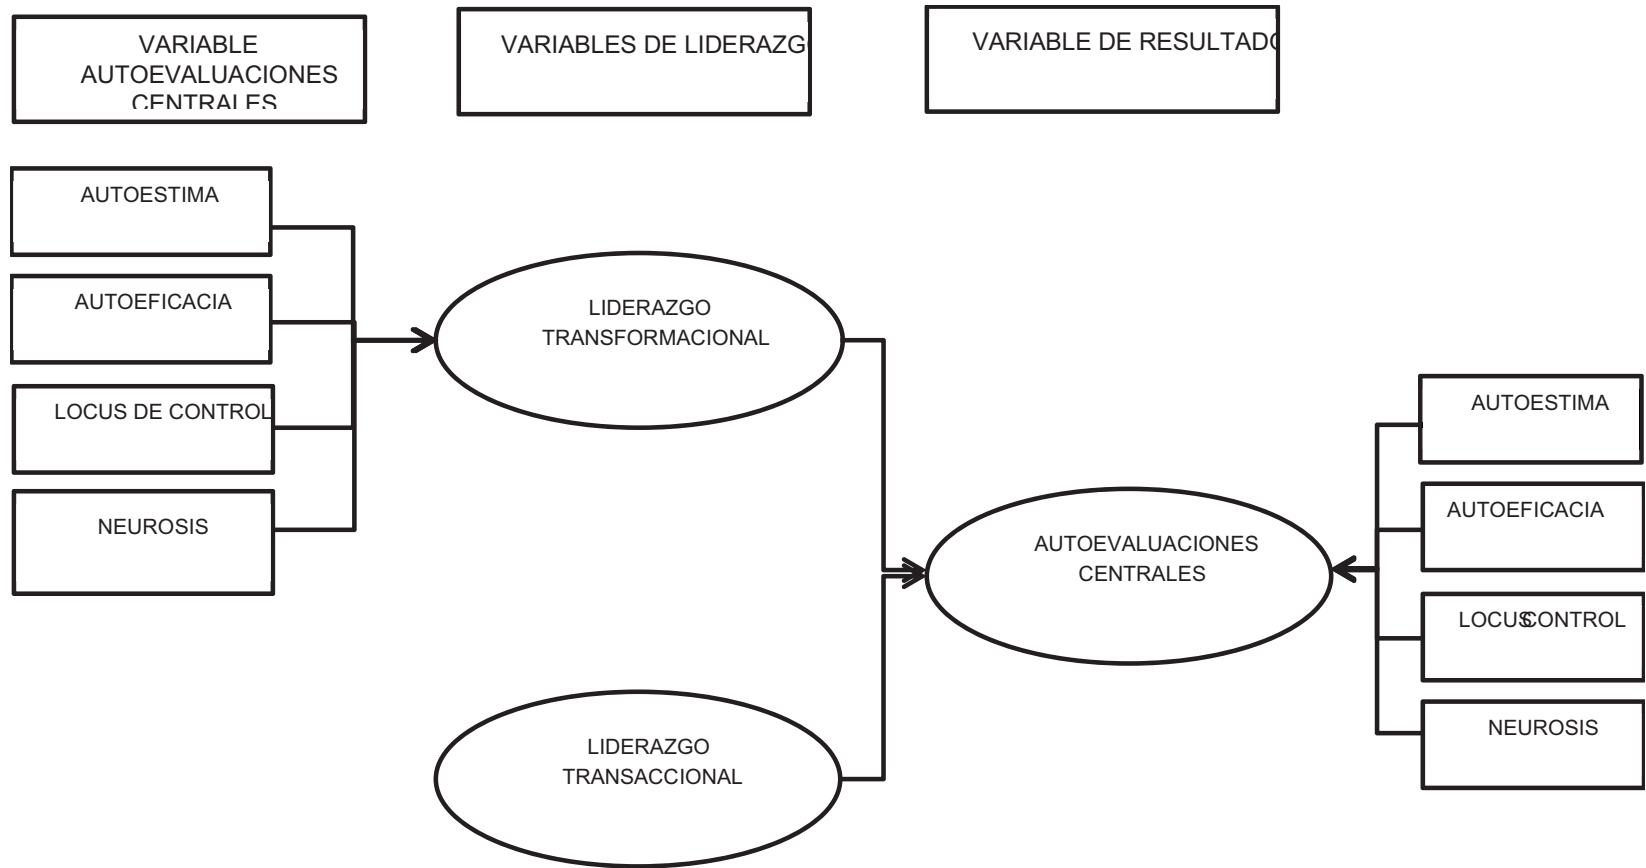 VARIABLE
AUTOEVALUACIONES
CENTRALES
VARIABLES DE LIDERAZG
VARIABLE DE RESULTADO
AUTOESTIMA
AUTOEFICACIA
LOCUS DE CONTROL
NEUROSIS
LIDERAZGO
TRANSFORMACIONAL
LIDERAZGO
TRANSACCIONAL
AUTOEVALUACIONES
CENTRALES
AUTOESTIMA
AUTOEFICACIA
LOCUS CONTROL
NEUROSIS